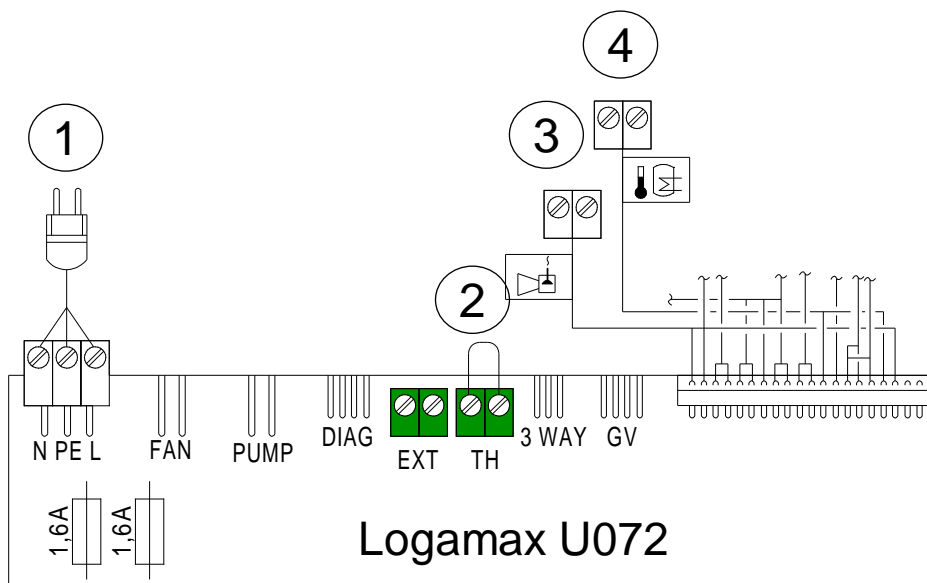 4
3
1
2
N PE L
FAN
PUMP
DIAG
EXT
TH
3 WAY
GV
1,6A
1,6A
Logamax U072